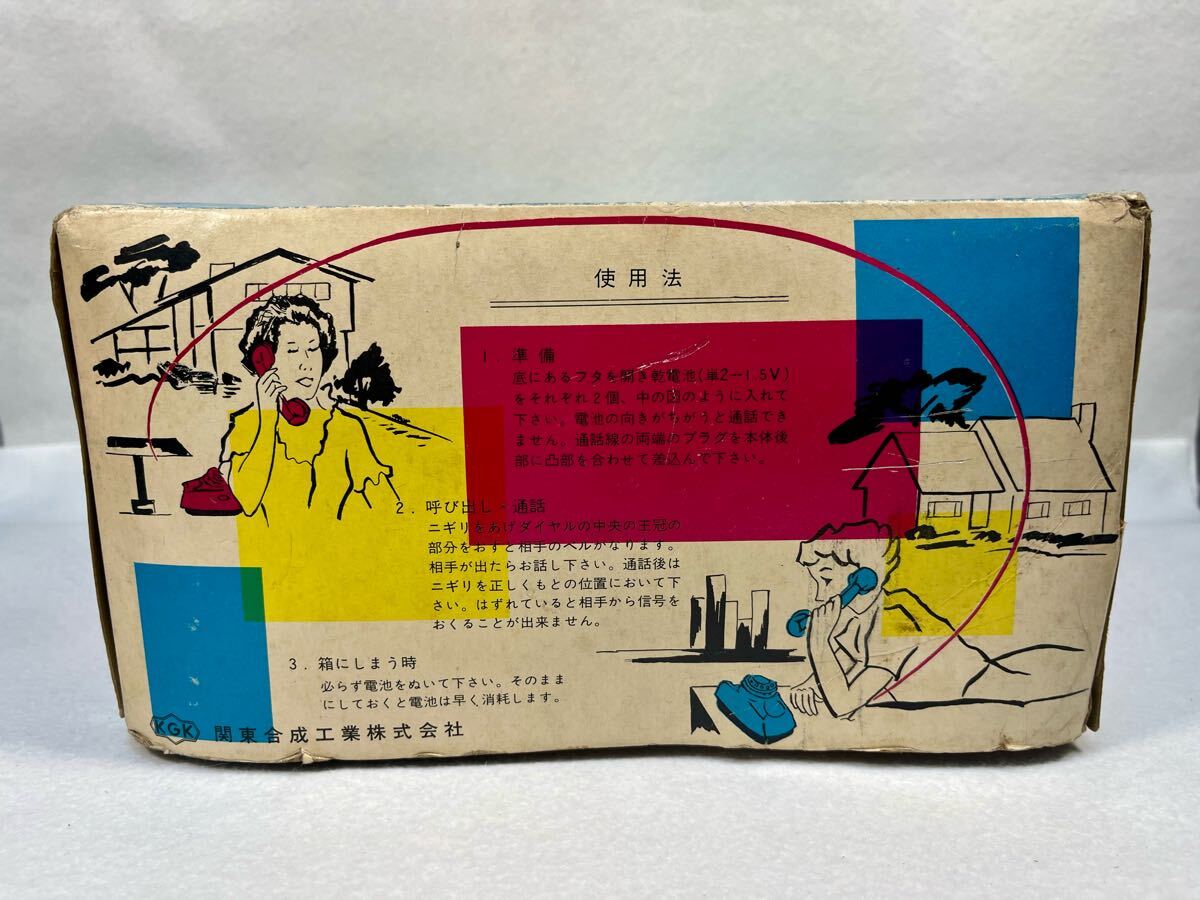 使用法
1. 準備
底にあるフタを開き乾電池(単2−1.5V)
をそれぞれ2個、中の図のように入れて
下さい。電池の向きがちがうと通話でき
ません。通話線の両端のプラグを本体後
部に凸部を合わせて差込んで下さい。
2. 呼び出し・通話
ニギリをあげダイヤルの中央の王冠の
部分をおすと相手のベルがなります。
相手が出たらお話し下さい。通話後は
ニギリを正しくもとの位置において下
さい。はずれていると相手から信号を
おくることが出来ません。
3. 箱にしまう時
必らず電池をぬいて下さい。そのまま
にしておくと電池は早く消耗します。
KGK 関東合成工業株式会社